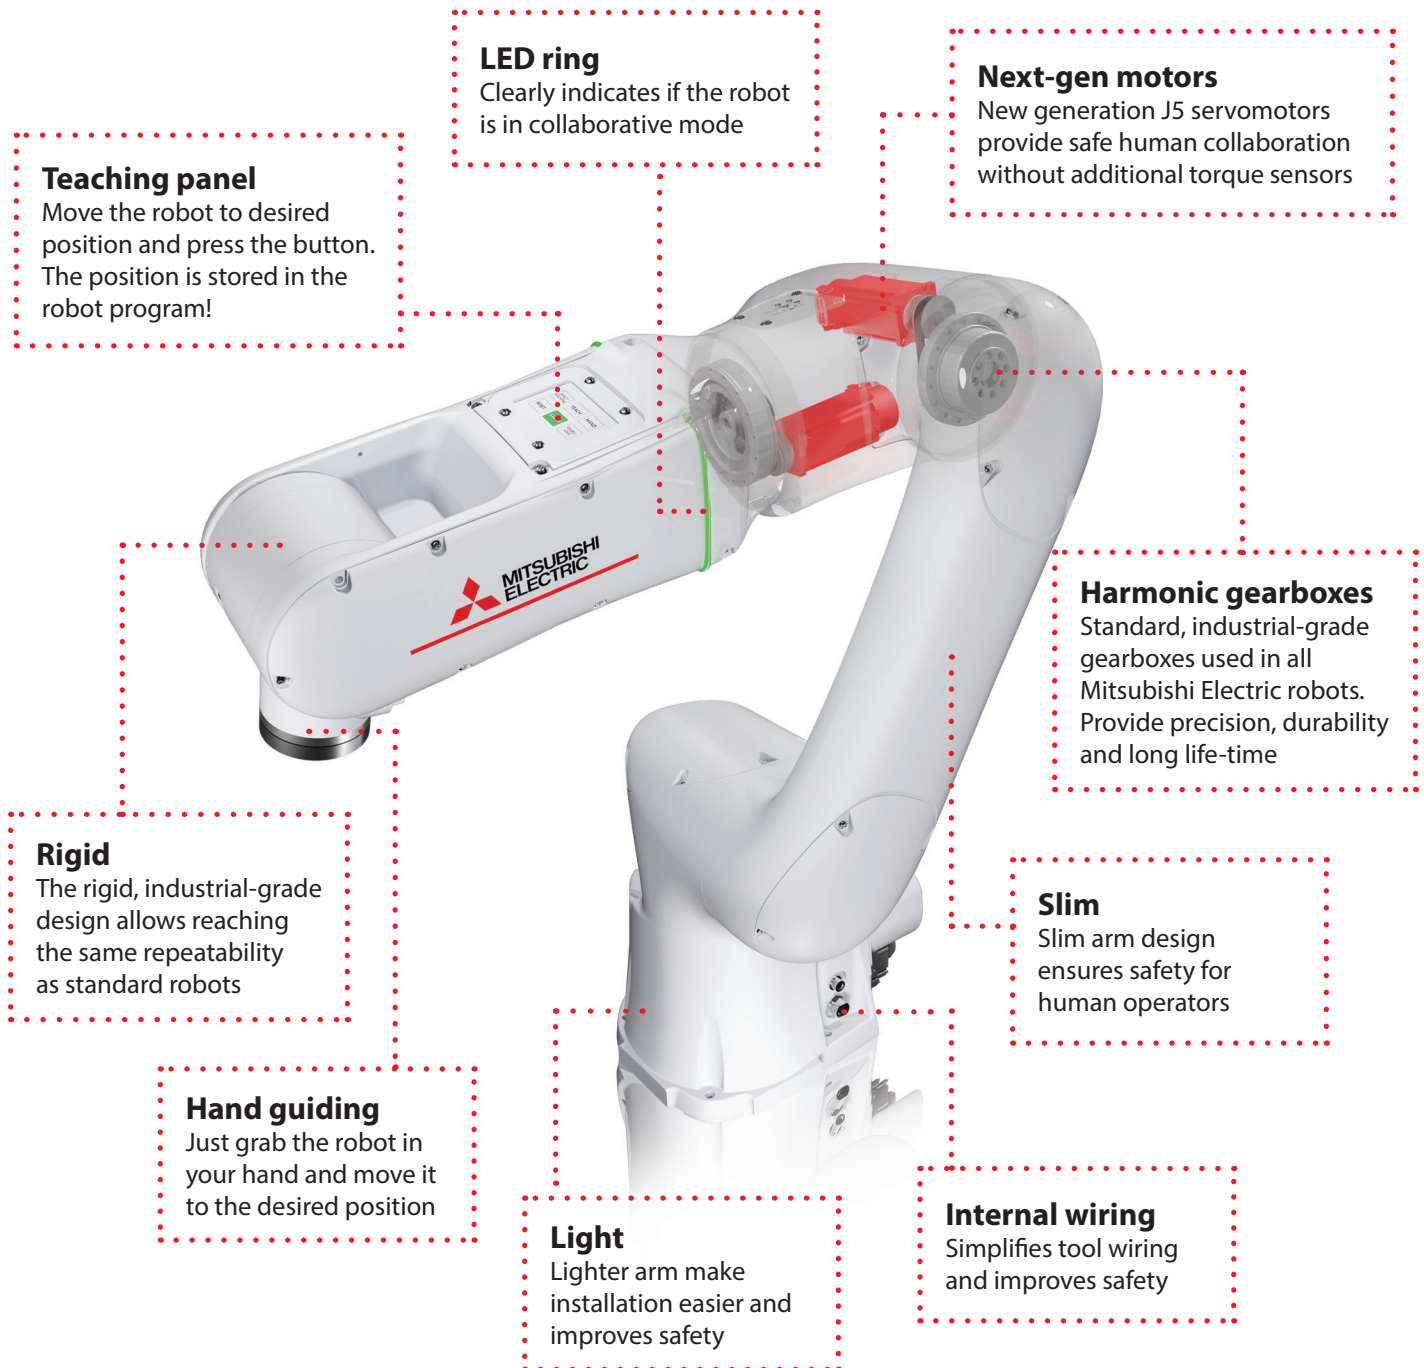 LED ring
Clearly indicates if the robot
is in collaborative mode
Next-gen motors
New generation J5 servomotors
provide safe human collaboration
without additional torque sensors
Teaching panel
Move the robot to desired
position and press the button.
The position is stored in the
robot program!
MITSUBISHI
ELECTRIC
Harmonic gearboxes
Standard, industrial-grade
gearboxes used in all
Mitsubishi Electric robots.
Provide precision, durability
and long life-time
Rigid
The rigid, industrial-grade
design allows reaching
the same repeatability
as standard robots
Slim
Slim arm design
ensures safety for
human operators
Hand guiding
Just grab the robot in
your hand and move it
to the desired position
Light
Lighter arm make
installation easier and
improves safety
Internal wiring
Simplifies tool wiring
and improves safety